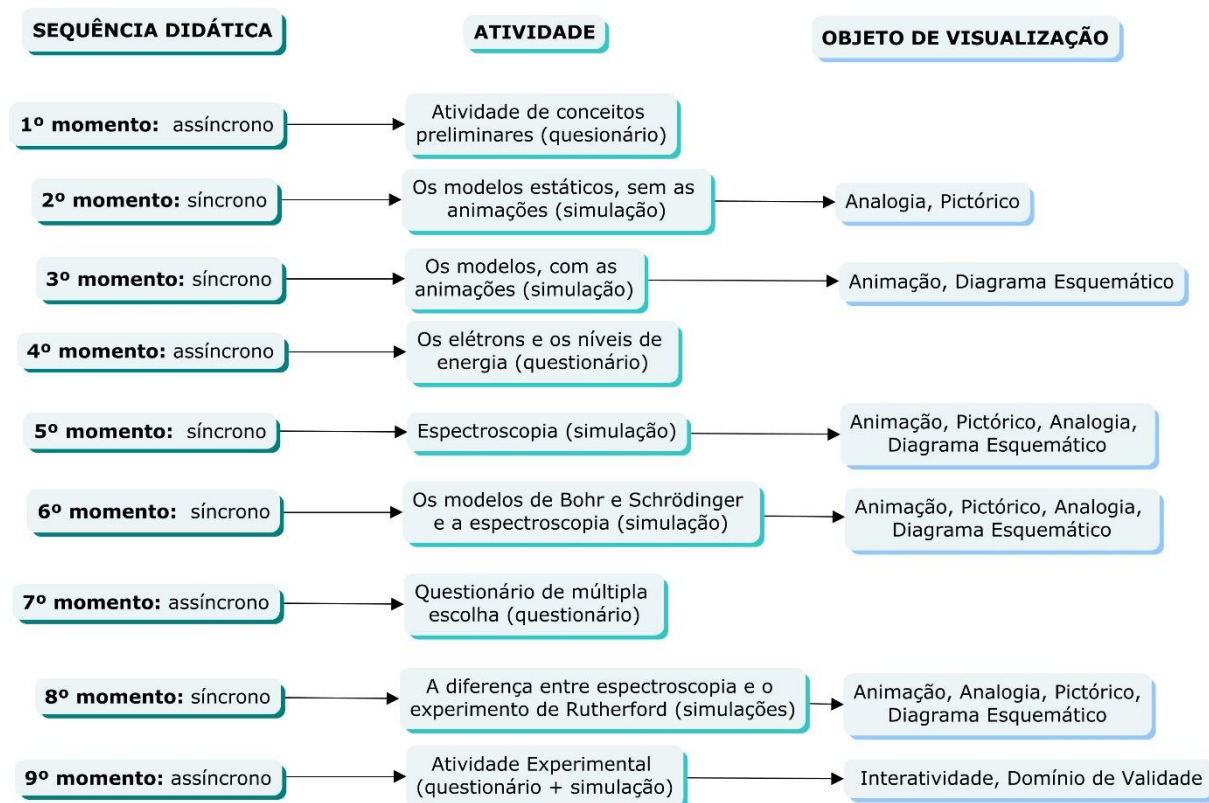 SEQUÊNCIA DIDÁTICA
ATIVIDADE
OBJETO DE VISUALIZAÇÃO
1º momento: assíncrono
Atividade de conceitos
preliminares (quesionário)
2º momento: síncrono
Os modelos estáticos, sem as
animações (simulação)
Analogia, Pictórico
3º momento: síncrono
Os modelos, com as
animações (simulação)
Animação, Diagrama Esquemático
4º momento: assíncrono
Os elétrons e os níveis de
energia (questionário)
5º momento: síncrono
Espectroscopia (simulação)
Animação, Pictórico, Analogia,
Diagrama Esquemático
6º momento: síncrono
Os modelos de Bohr e Schrödinger
e a espectroscopia (simulação)
Animação, Pictórico, Analogia,
Diagrama Esquemático
7º momento: assíncrono
Questionário de múltipla
escolha (questionário)
8º momento: síncrono
A diferença entre espectroscopia e o
experimento de Rutherford (simulações)
Animação, Analogia, Pictórico,
Diagrama Esquemático
9º momento: assíncrono
Atividade Experimental
(questionário + simulação)
Interatividade, Domínio de Validade